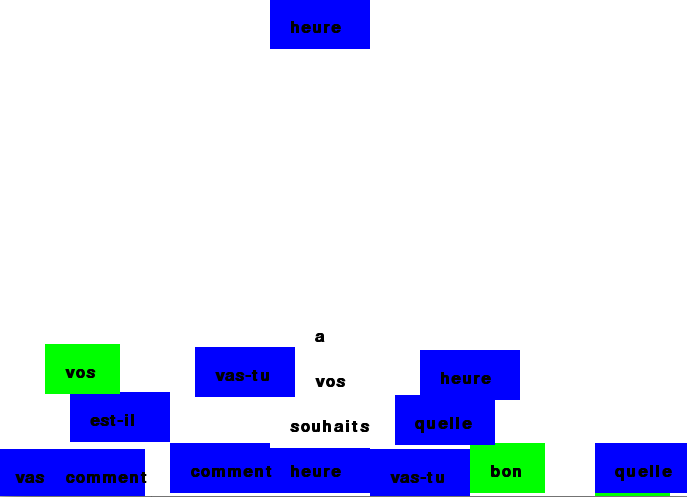 heure
a
vos vas-tu vos heure
est-il souhaits quelle
vas comment comment heure vas-tu bon quelle